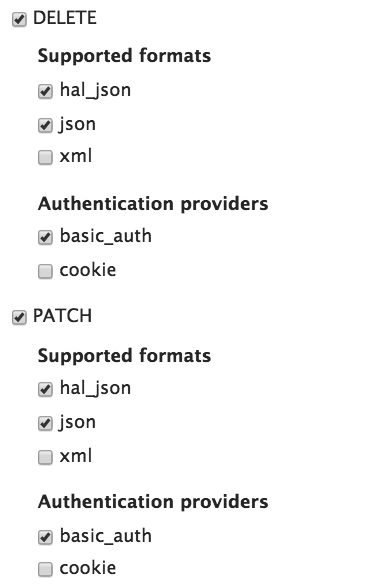 DELETE
Supported formats
hal_json
json
xml
Authentication providers
basic_auth
cookie
PATCH
Supported formats
hal_json
json
xml
Authentication providers
basic_auth
cookie